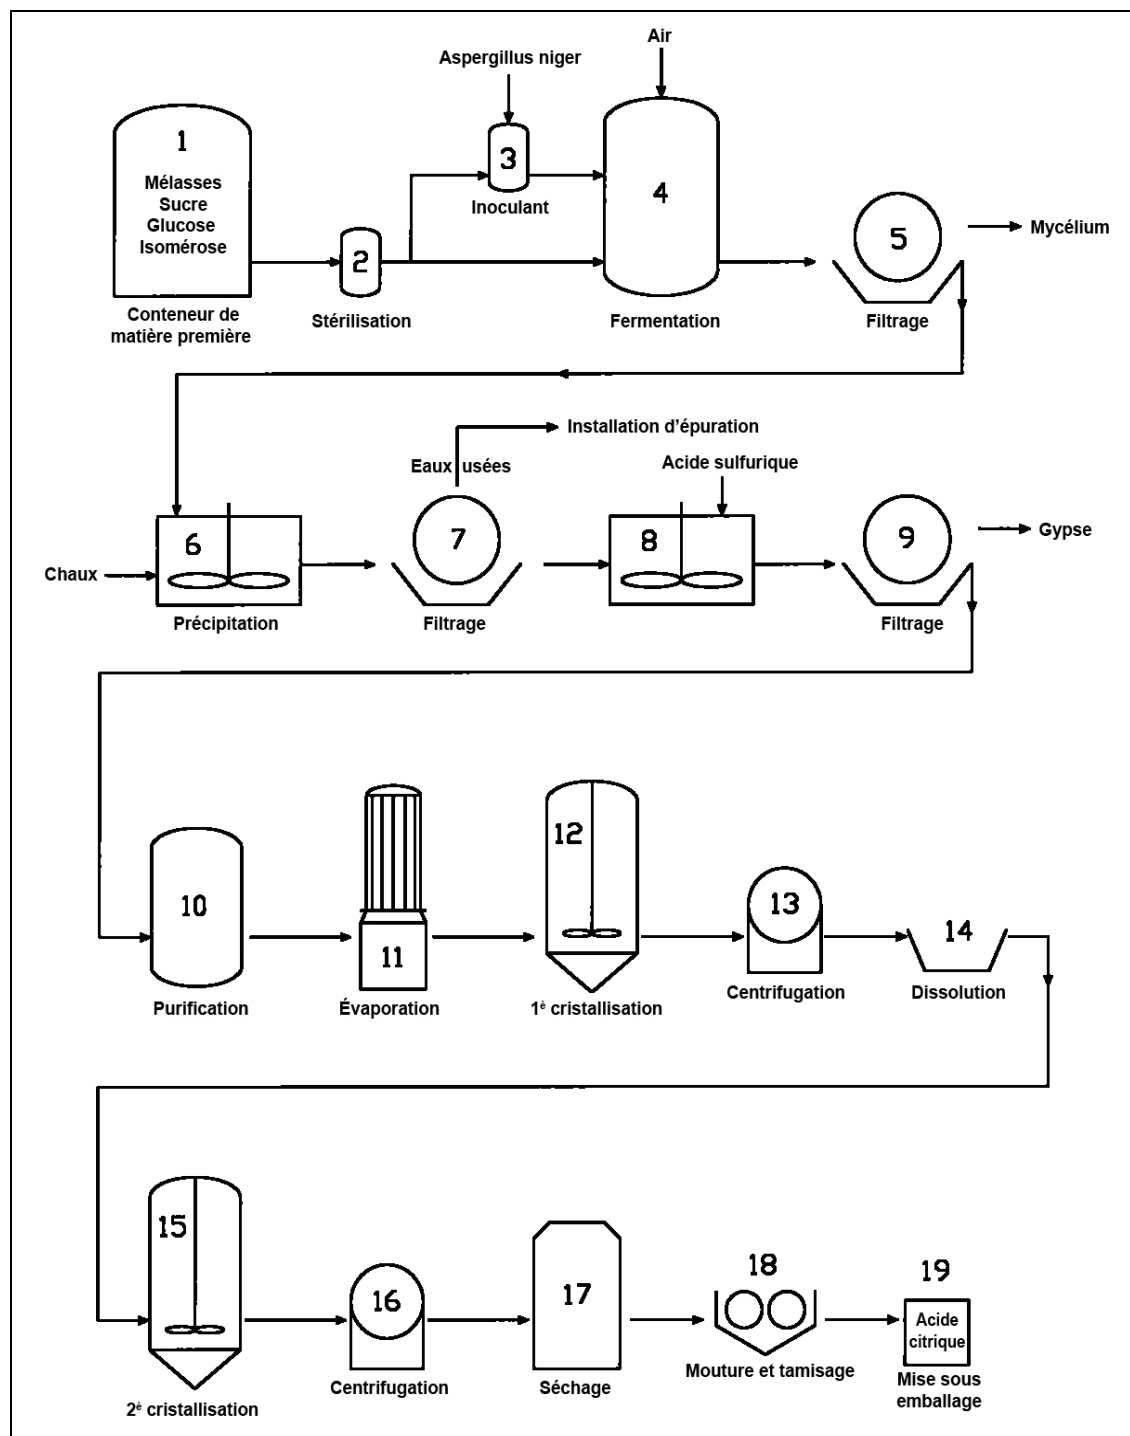 Air
Aspergillus niger
1
Mélasses
Sucre
Glucose
Isomérose
Conteneur de
matière première
2
Stérilisation
3
Inoculant
4
Fermentation
5
Filtrage
Mycélium
Installation d'épuration
Eaux usées
Acide sulfurique
Chaux
6
Précipitation
7
Filtrage
8
9
Filtrage
Gypse
10
Purification
11
Évaporation
12
1è cristallisation
13
Centrifugation
14
Dissolution
15
2è cristallisation
16
Centrifugation
17
Séchage
18
Mouture et tamisage
19
Acide
citrique
Mise sous
emballage